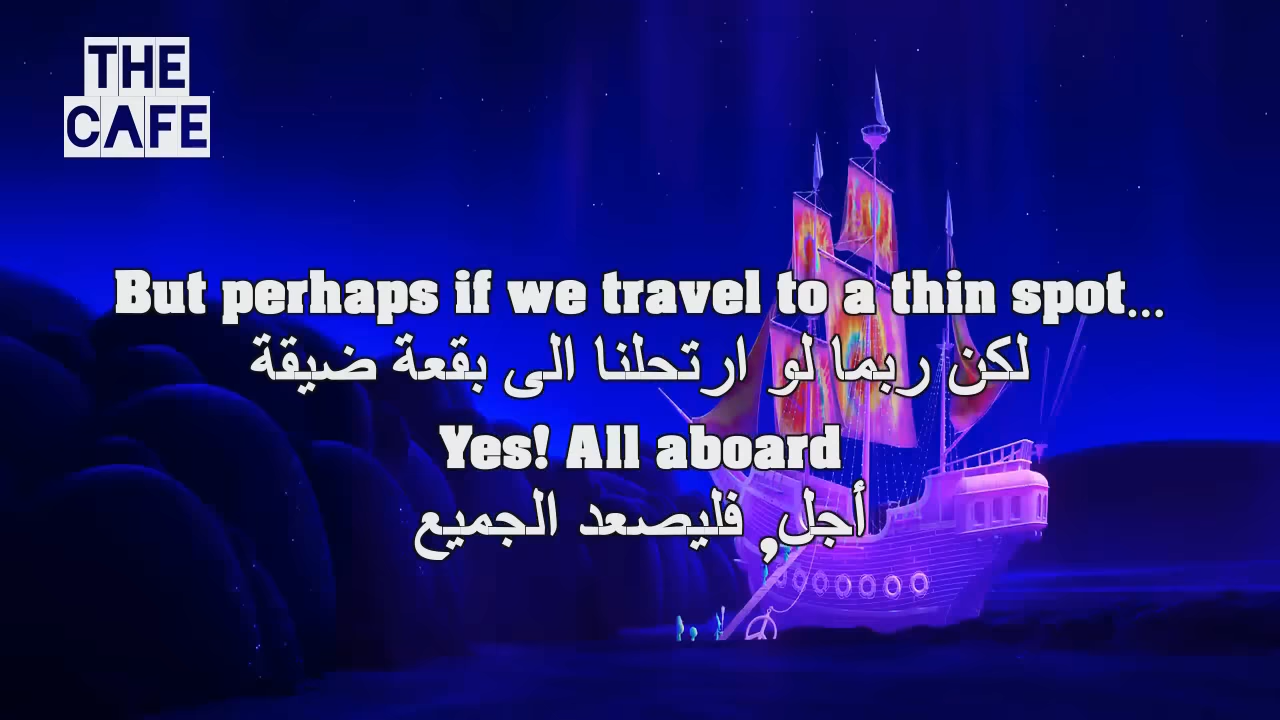 THE
CAFE
But perhaps if we travel to a thin spot...
لكن ربما لو ارتحلنا الى بقعة ضيقة
Yes! All aboard
أجل, فليصعد الجميع